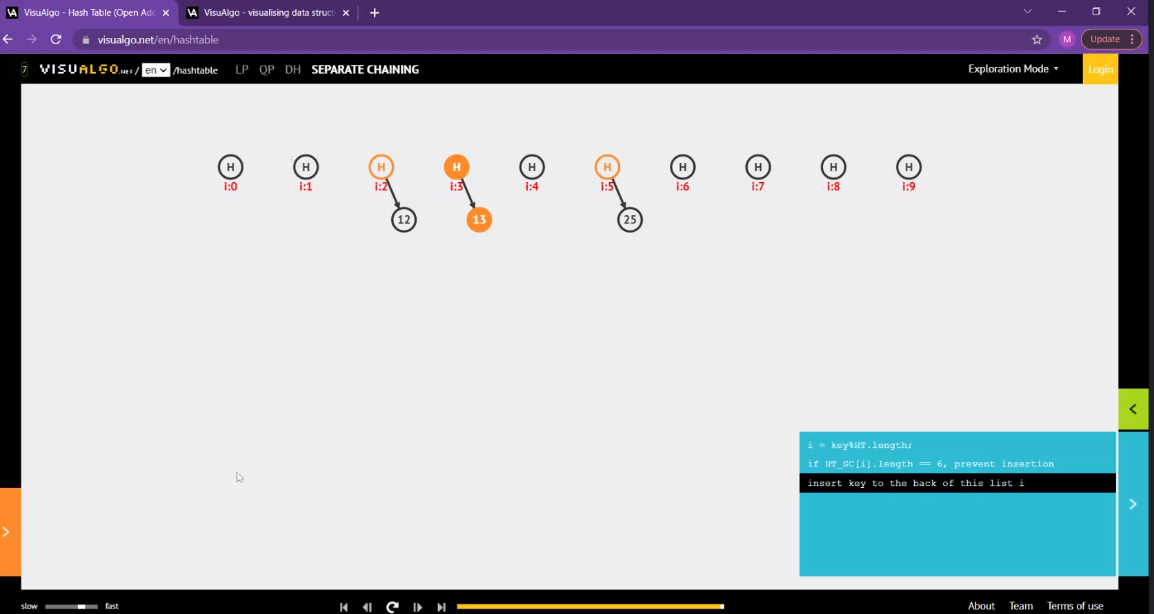 VisuAlgo - Hash Table (Open Adc
VisuAlgo - visualising data struct
visualgo.net/en/hashtable
M
Update
7 VISUALGO.NET / en /hashtable LP QP DH SEPARATE CHAINING
Exploration Mode
Login
H H H H H H H H H H
i:0 i:1 i:2 i:3 i:4 i:5 i:6 i:7 i:8 i:9
12 13 25
i = key%HT.length;
if HT_SC[i].length == 6, prevent insertion
insert key to the back of this list i
slow fast
About Team Terms of use